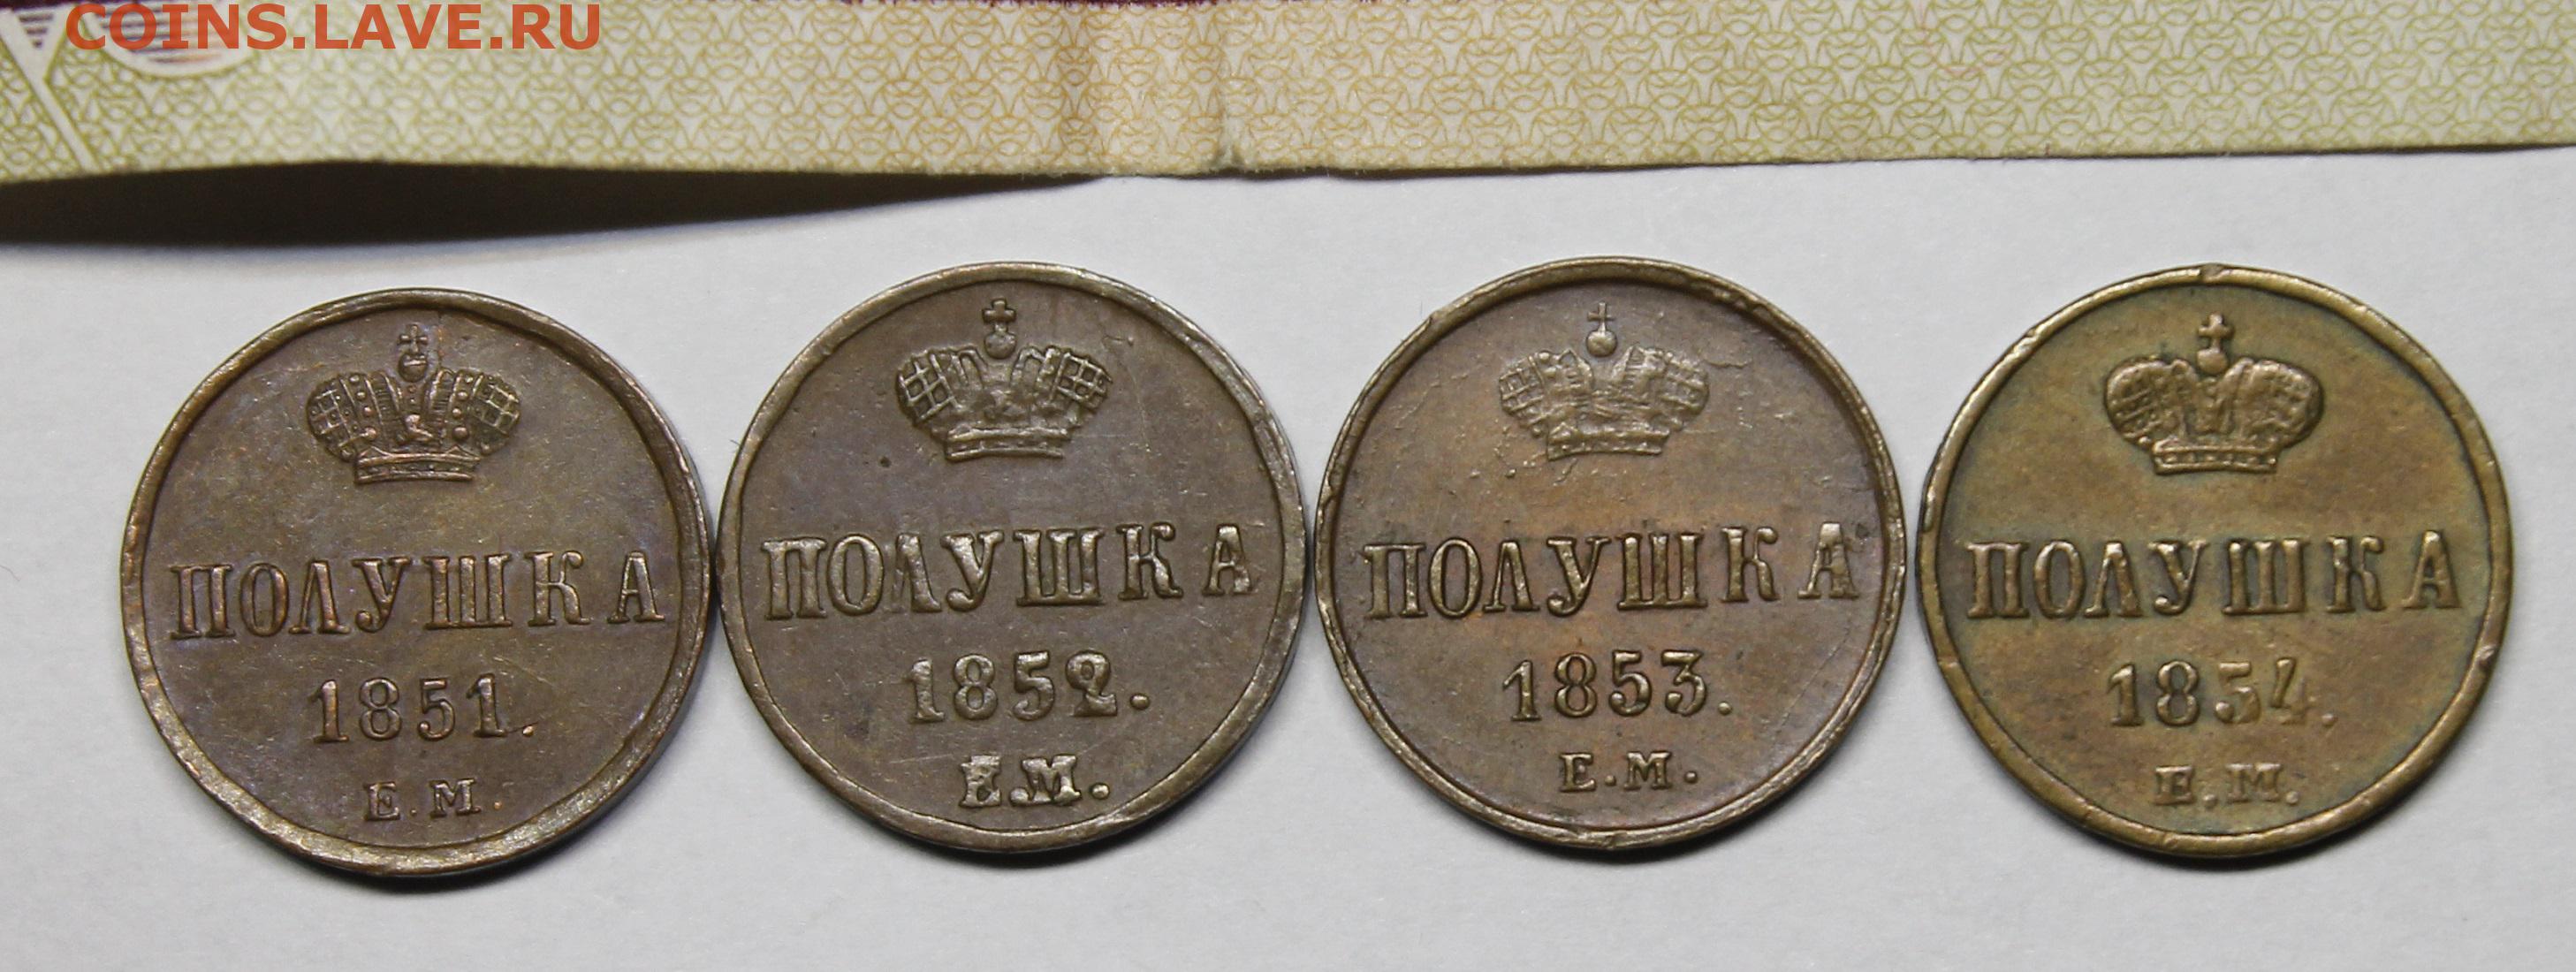 COINS.LAVE.RU
ПОЛУШКА
1851.
Е.М.
ПОЛУШКА
1852.
Е.М.
ПОЛУШКА
1853.
Е.М.
ПОЛУШКА
1854.
Е.М.